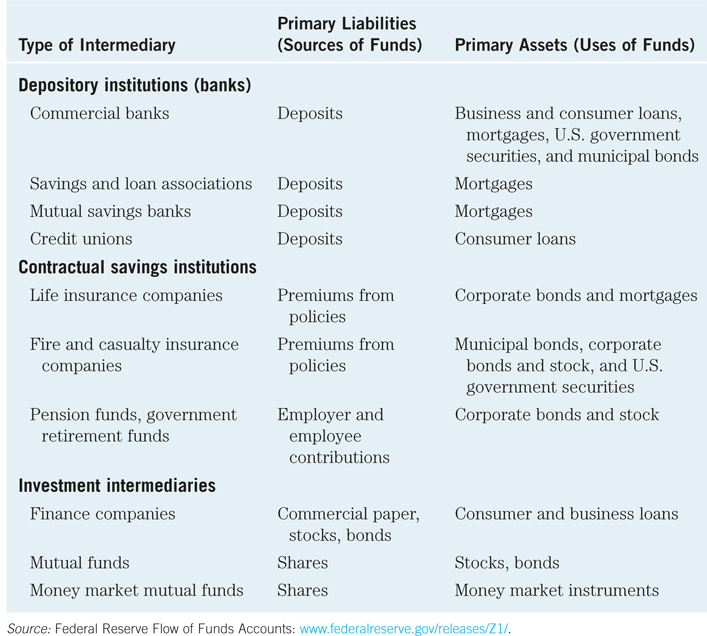 Type of Intermediary Primary Liabilities (Sources of Funds) Primary Assets (Uses of Funds)
Depository institutions (banks)
Commercial banks Deposits Business and consumer loans,
mortgages, U.S. government
securities, and municipal bonds
Savings and loan associations Deposits Mortgages
Mutual savings banks Deposits Mortgages
Credit unions Deposits Consumer loans
Contractual savings institutions
Life insurance companies Premiums from Corporate bonds and mortgages
policies
Fire and casualty insurance Premiums from Municipal bonds, corporate
companies policies bonds and stock, and U.S.
government securities
Pension funds, government Employer and Corporate bonds and stock
retirement funds employee
contributions
Investment intermediaries
Finance companies Commercial paper, Consumer and business loans
stocks, bonds
Mutual funds Shares Stocks, bonds
Money market mutual funds Shares Money market instruments
Source: Federal Reserve Flow of Funds Accounts: www.federalreserve.gov/releases/Z1/.